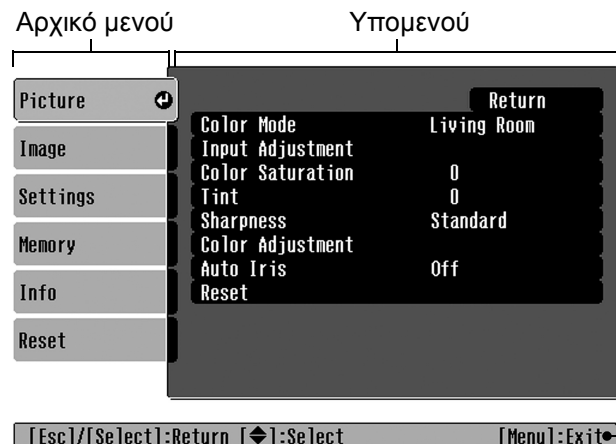 Αρχικό μενού
Υπομενού
Picture
Image
Settings
Memory
Info
Reset
Return
Color Mode Living Room
Input Adjustment
Color Saturation 0
Tint 0
Sharpness Standard
Color Adjustment
Auto Iris Off
Reset
[Esc]/[Select]:Return [◆]:Select [Menu]:Exit